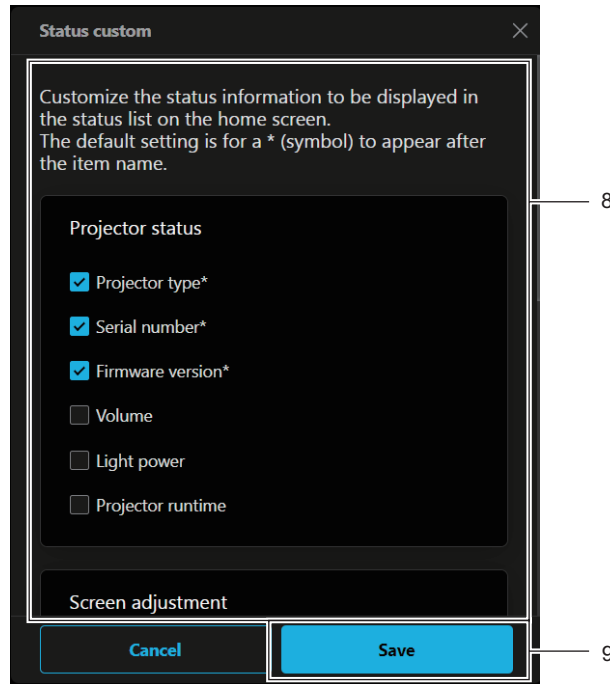 Status custom
Customize the status information to be displayed in
the status list on the home screen.
The default setting is for a * (symbol) to appear after
the item name.
8
Projector status
Projector type*
Serial number*
Firmware version*
Volume
Light power
Projector runtime
Screen adjustment
Cancel
Save
9